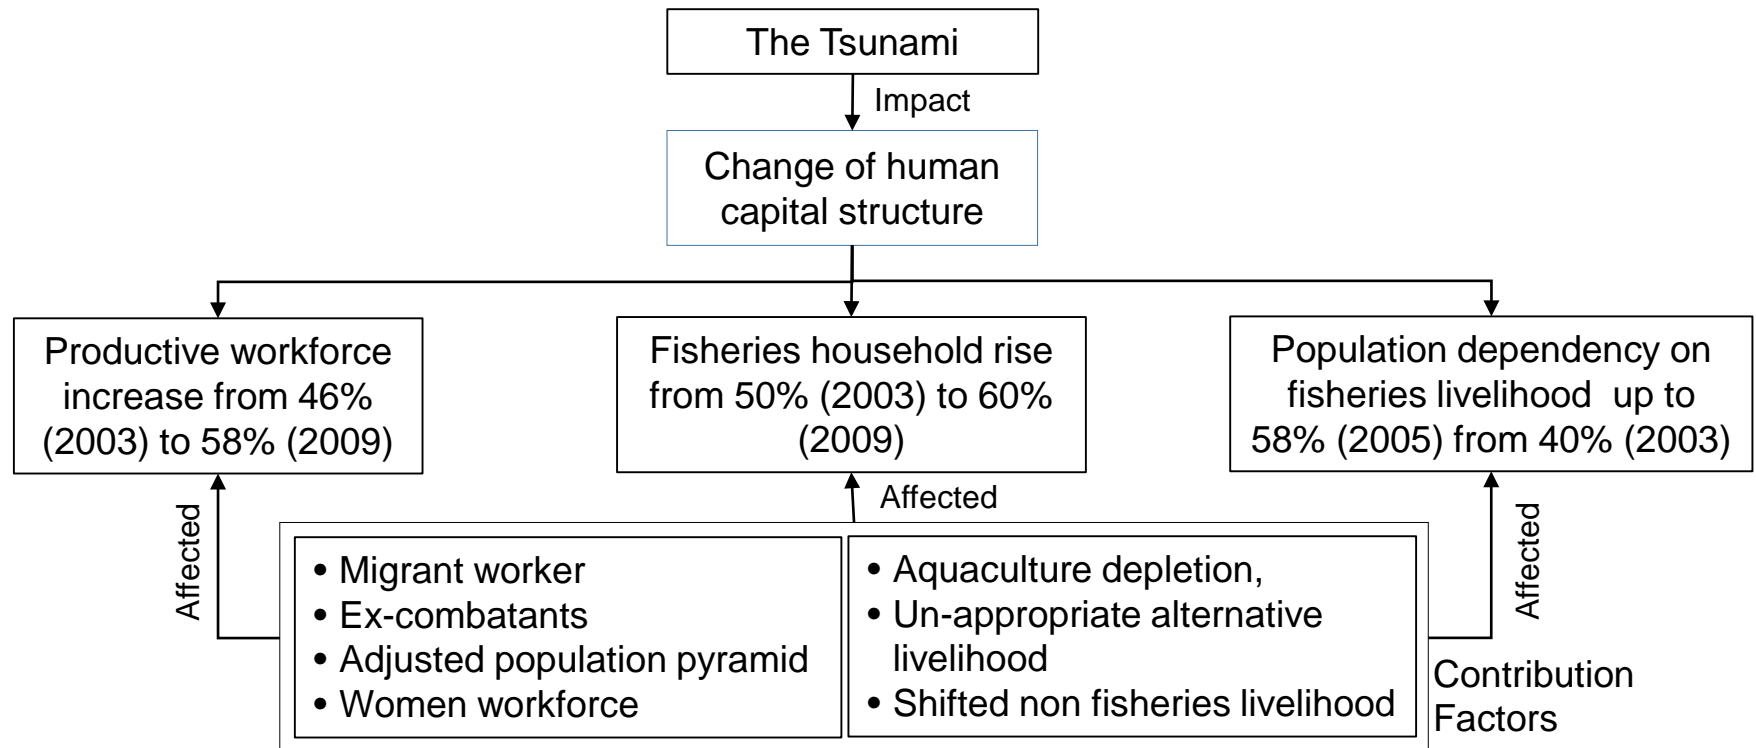 The Tsunami
Impact
Change of human
capital structure
Productive workforce
increase from 46%
(2003) to 58% (2009)
Fisheries household rise
from 50% (2003) to 60%
(2009)
Population dependency on
fisheries livelihood up to
58% (2005) from 40% (2003)
Affected
Affected
Affected
• Migrant worker
• Ex-combatants
• Adjusted population pyramid
• Women workforce
• Aquaculture depletion,
• Un-appropriate alternative
livelihood
• Shifted non fisheries livelihood
Contribution
Factors